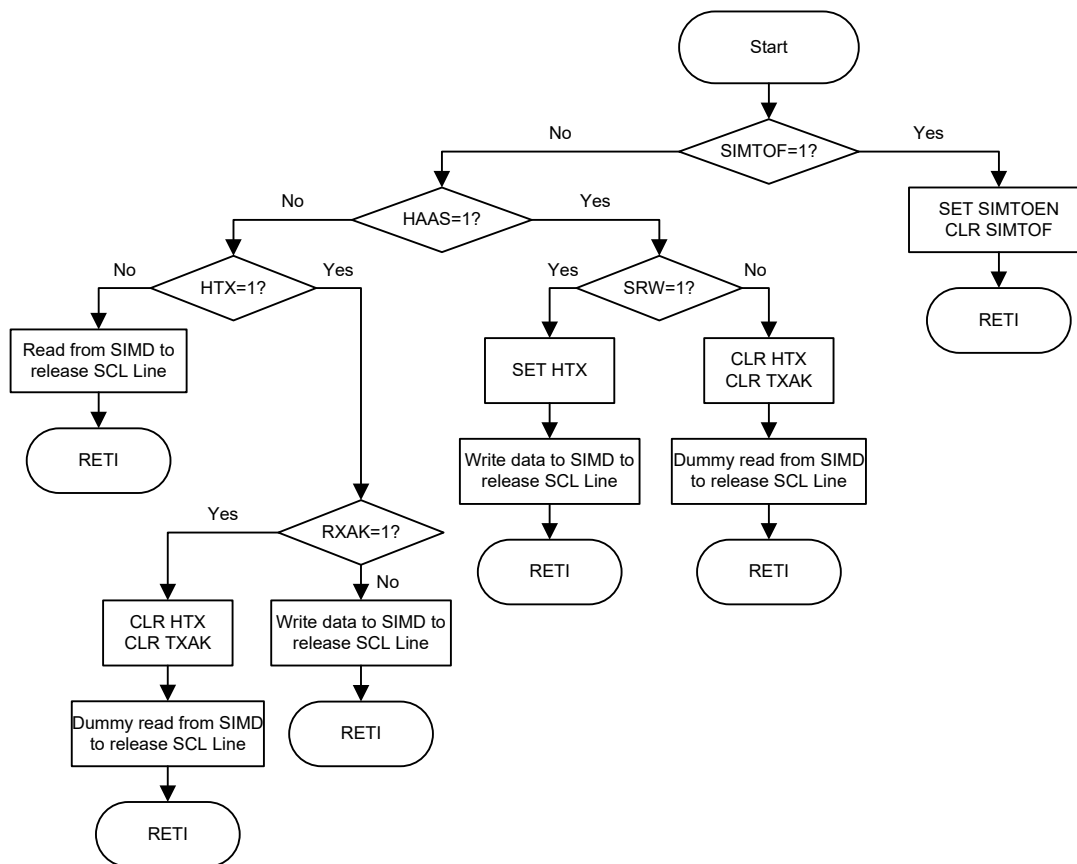 Start
No
Yes
SIMTOF=1?
No
Yes
HAAS=1?
SET SIMTOEN
CLR SIMTOF
No
Yes
HTX=1?
Yes
No
SRW=1?
RETI
Read from SIMD to
release SCL Line
SET HTX
CLR HTX
CLR TXAK
RETI
Write data to SIMD to
release SCL Line
Dummy read from SIMD
to release SCL Line
Yes
RXAK=1?
No
RETI
RETI
CLR HTX
CLR TXAK
Write data to SIMD to
release SCL Line
Dummy read from SIMD
to release SCL Line
RETI
RETI